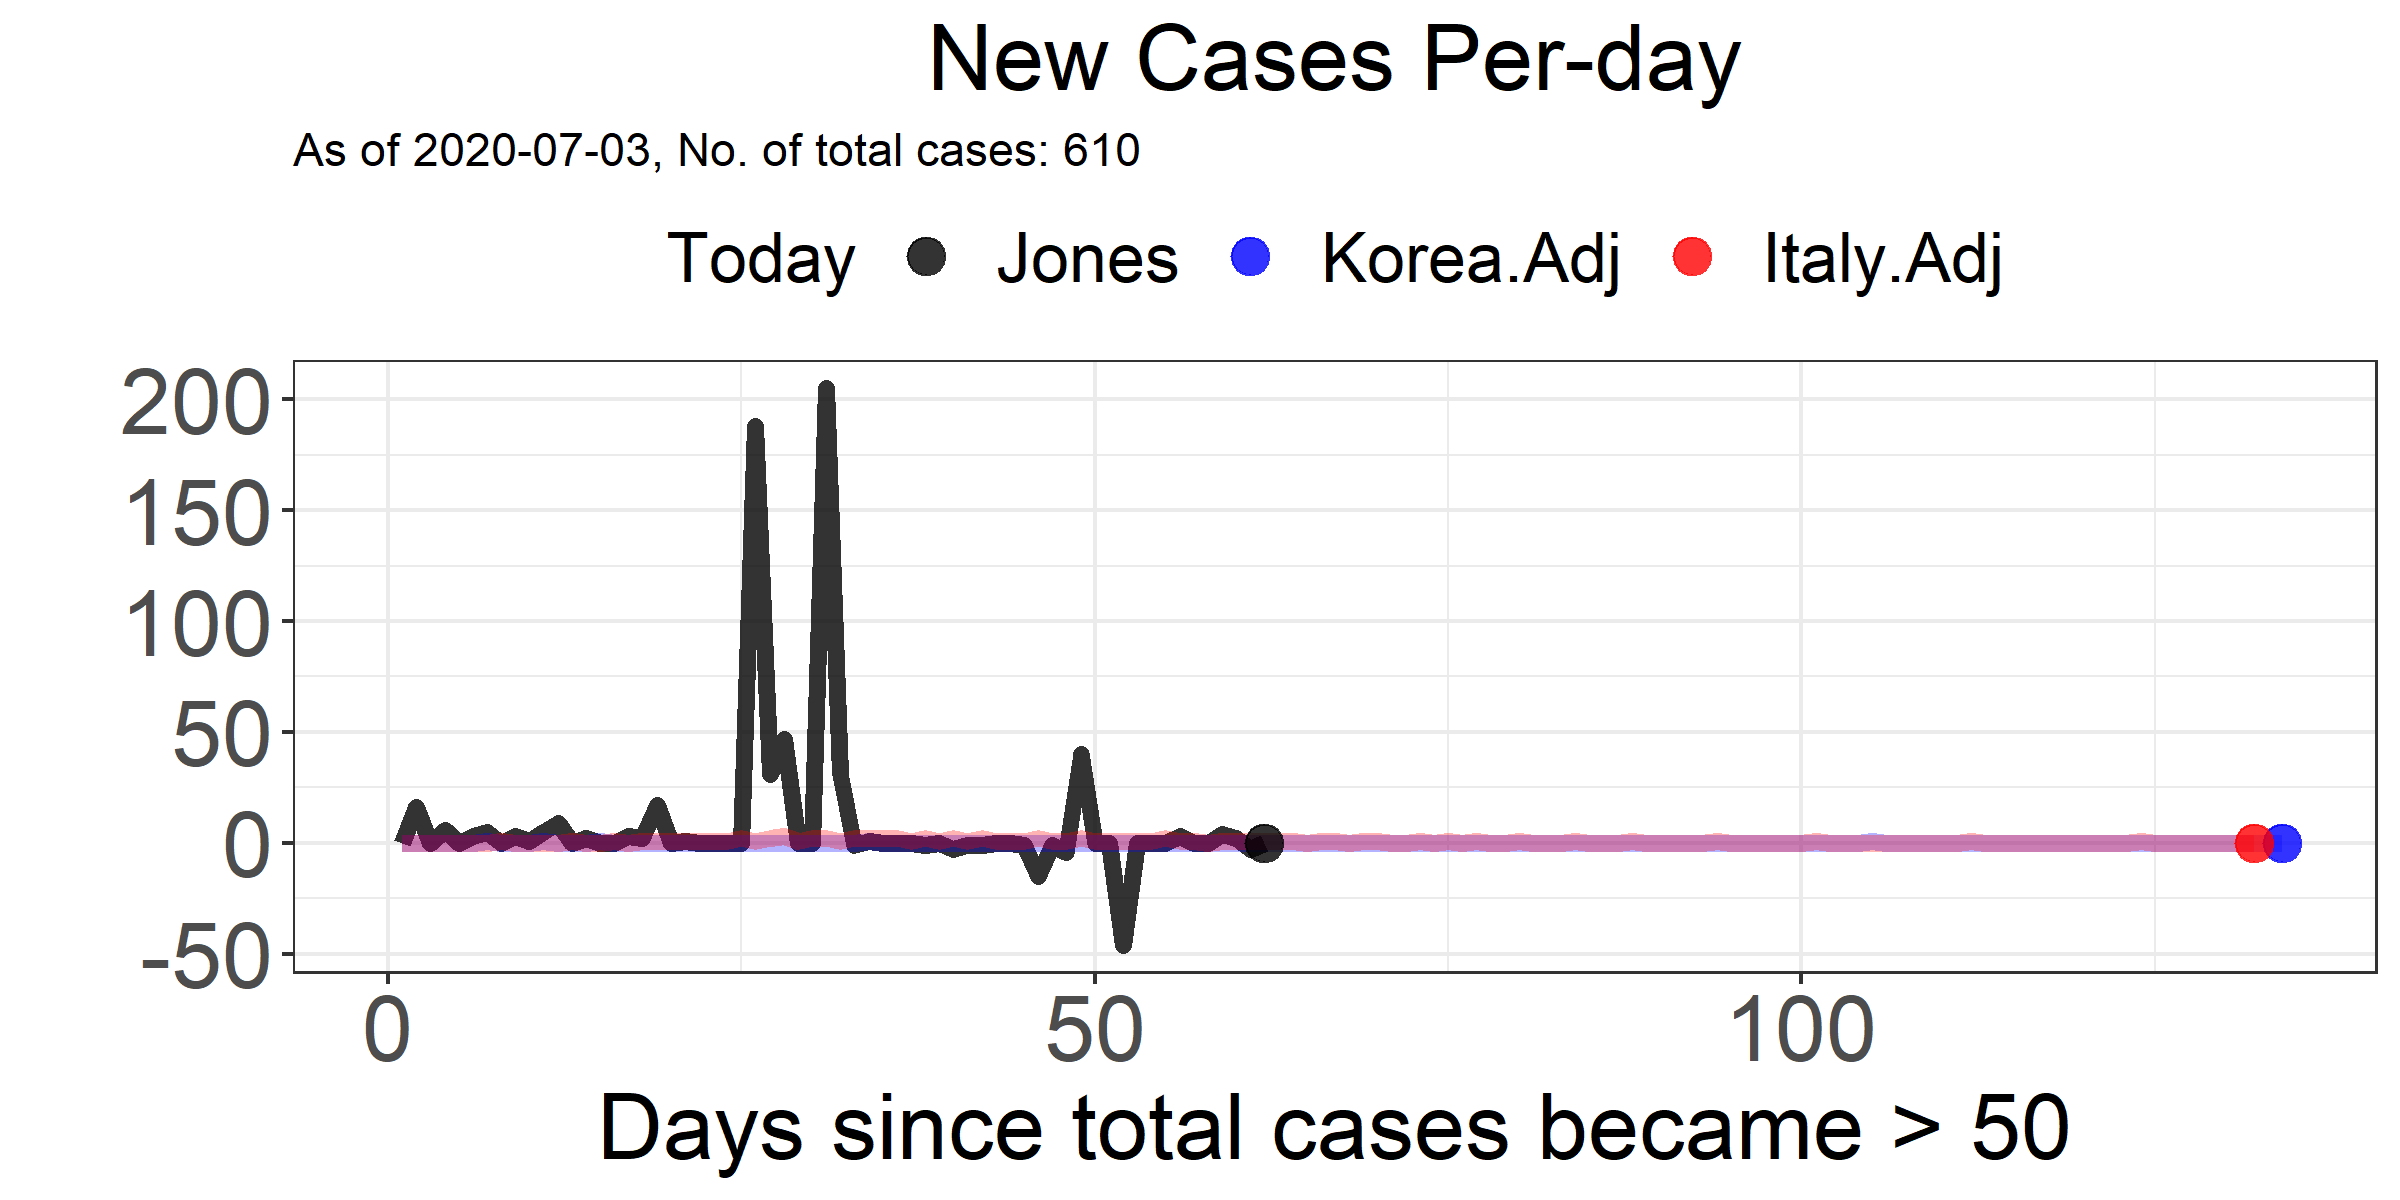 New Cases Per-day
As of 2020-07-03, No. of total cases: 610
Today Jones Korea.Adj Italy.Adj
200
150
100
50
0
-50
0 50 100
Days since total cases became > 50